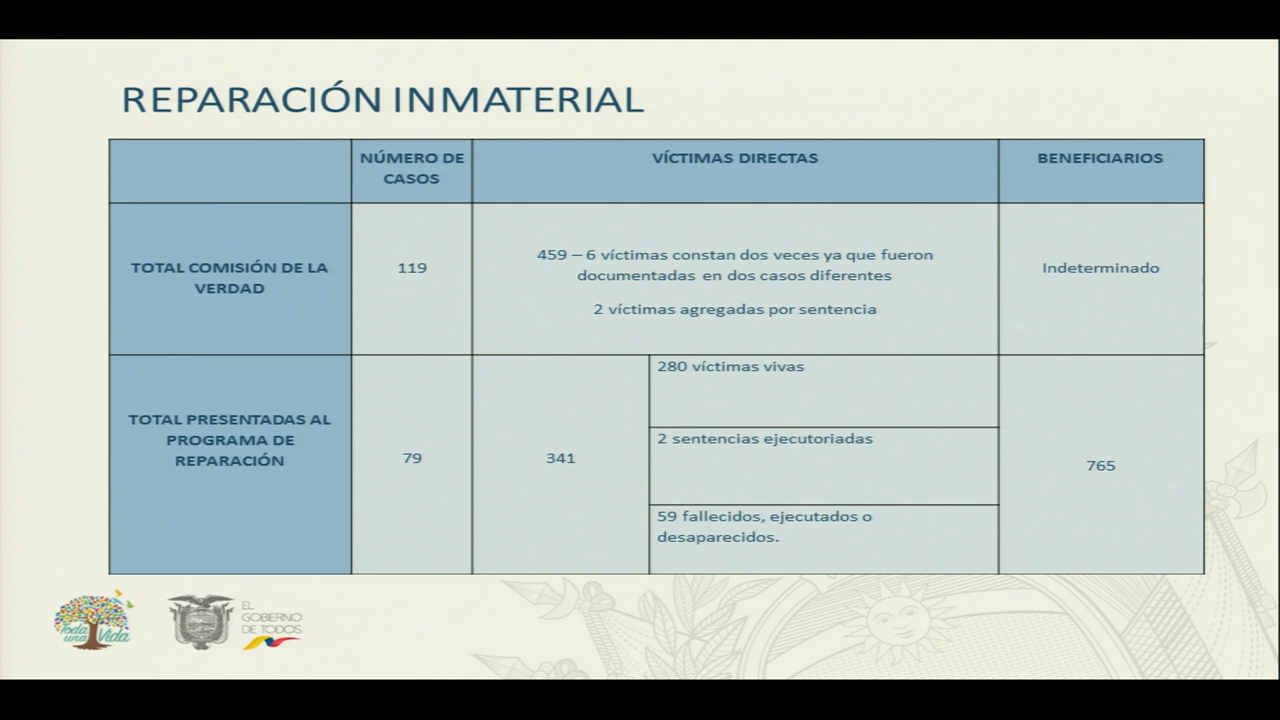 REPARACIÓN INMATERIAL
NÚMERO DE
CASOS
VÍCTIMAS DIRECTAS
BENEFICIARIOS
TOTAL COMISIÓN DE LA
VERDAD
119
459 – 6 víctimas constan dos veces ya que fueron
documentadas en dos casos diferentes
2 víctimas agregadas por sentencia
Indeterminado
TOTAL PRESENTADAS AL
PROGRAMA DE
REPARACIÓN
79
341
280 víctimas vivas
2 sentencias ejecutoriadas
59 fallecidos, ejecutados o
desaparecidos.
765
Toda
una Vida
EL
GOBIERNO
DE TODOS